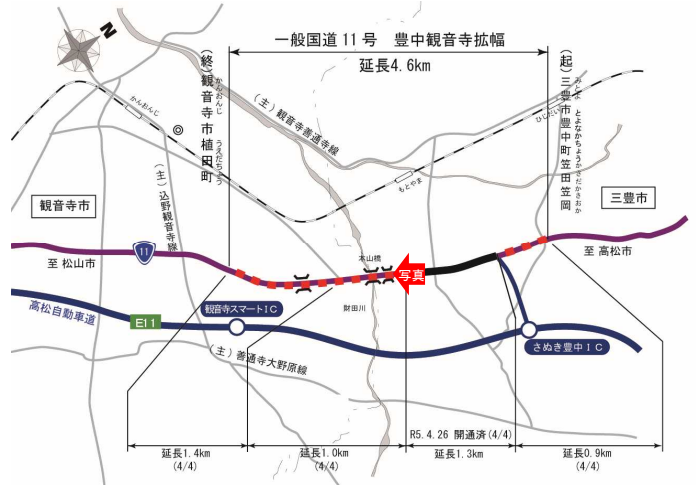 N
一般国道11号 豊中観音寺拡幅
延長4.6km
(終)観音寺市植田町
かんおんじ
うえだちょう
(起)三豊市豊中町笠田笠岡
みとよ とよなかちょうかさだかさおか
かんおんじ
(主)観音寺善通寺線
ひじだい
もとやま
(主)込野観音寺線
観音寺市
三豊市
11
至 松山市
本山橋
写真
至 高松市
高松自動車道
E11
観音寺スマートIC
財田川
さぬき豊中IC
(主)善通寺大野原線
R5.4.26 開通済(4/4)
延長1.4km
(4/4)
延長1.0km
(4/4)
延長1.3km
延長0.9km
(4/4)